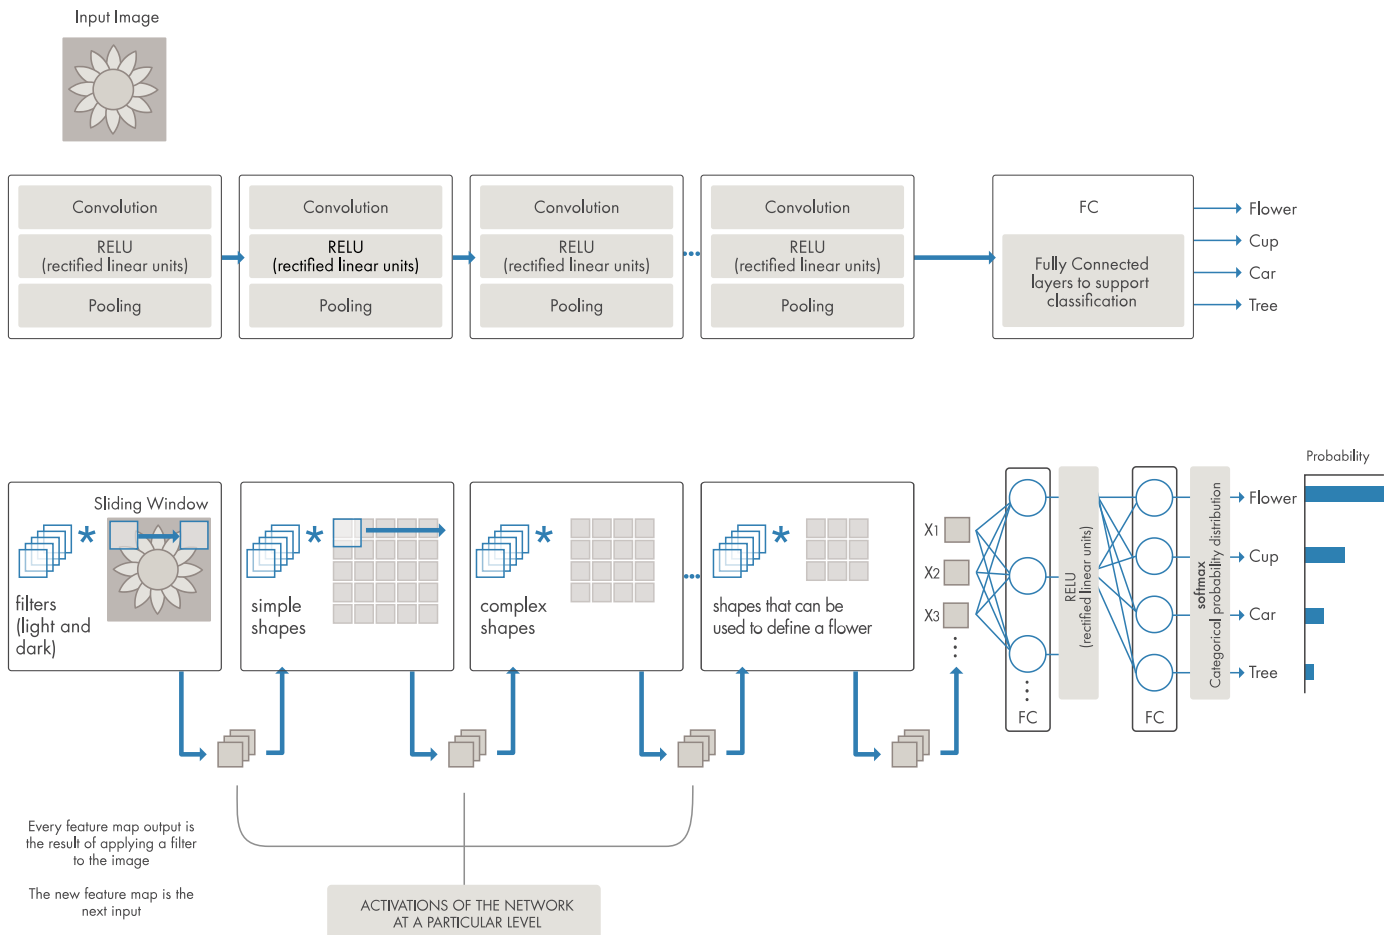 Input Image
Convolution
RELU
(rectified linear units)
Pooling
Convolution
RELU
(rectified linear units)
Pooling
Convolution
RELU
(rectified linear units)
Pooling
Convolution
RELU
(rectified linear units)
Pooling
FC
Fully Connected
layers to support
classification
Flower
Cup
Car
Tree
Sliding Window
*
filters
(light and
dark)
*
simple
shapes
*
complex
shapes
*
shapes that can be
used to define a flower
X1
X2
X3
FC
RELU
(rectified linear units)
FC
softmax
Categorical probability distribution
Probability
Flower
Cup
Car
Tree
Every feature map output is
the result of applying a filter
to the image
The new feature map is the
next input
ACTIVATIONS OF THE NETWORK
AT A PARTICULAR LEVEL